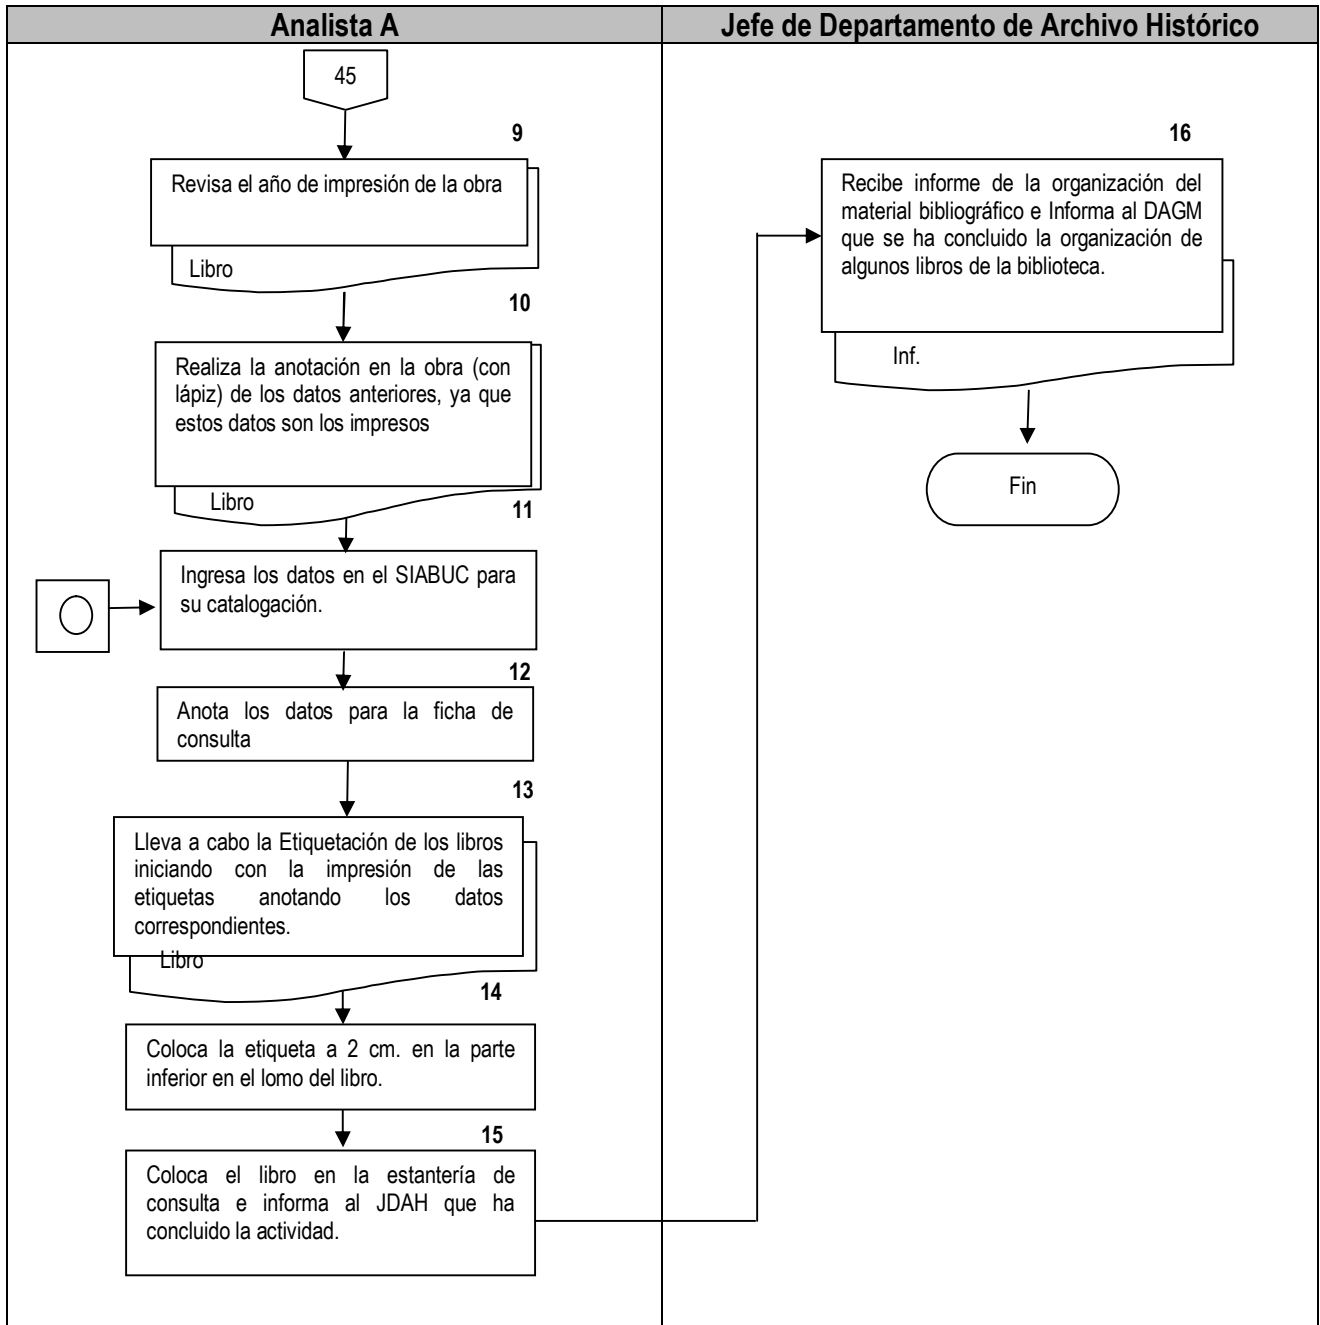 Analista A
Jefe de Departamento de Archivo Histórico
45
9
Revisa el año de impresión de la obra
Libro
10
Realiza la anotación en la obra (con
lápiz) de los datos anteriores, ya que
estos datos son los impresos
Libro
11
Ingresa los datos en el SIABUC para
su catalogación.
12
Anota los datos para la ficha de
consulta
13
Lleva a cabo la Etiquetación de los libros
iniciando con la impresión de las
etiquetas anotando los datos
correspondientes.
Libro
14
Coloca la etiqueta a 2 cm. en la parte
inferior en el lomo del libro.
15
Coloca el libro en la estantería de
consulta e informa al JDAH que ha
concluido la actividad.
16
Recibe informe de la organización del
material bibliográfico e Informa al DAGM
que se ha concluido la organización de
algunos libros de la biblioteca.
Inf.
Fin